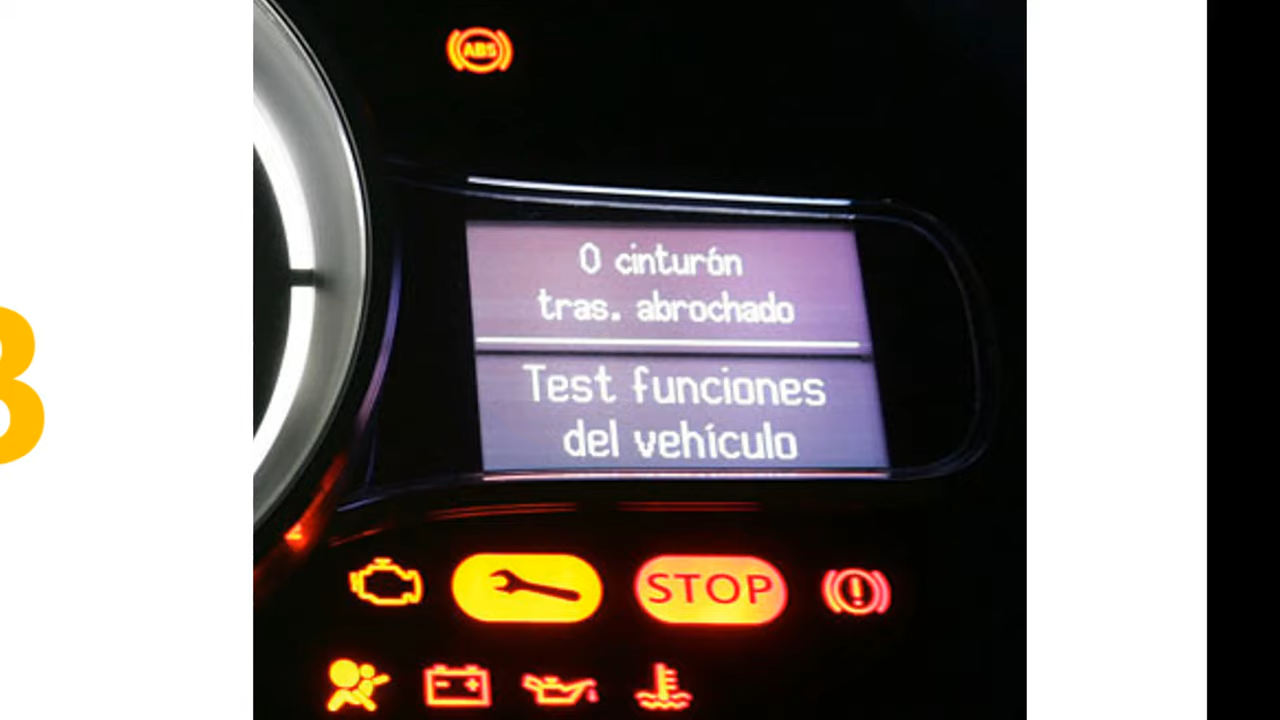 ABS
0 cinturón
tras. abrochado
Test funciones
del vehículo
STOP